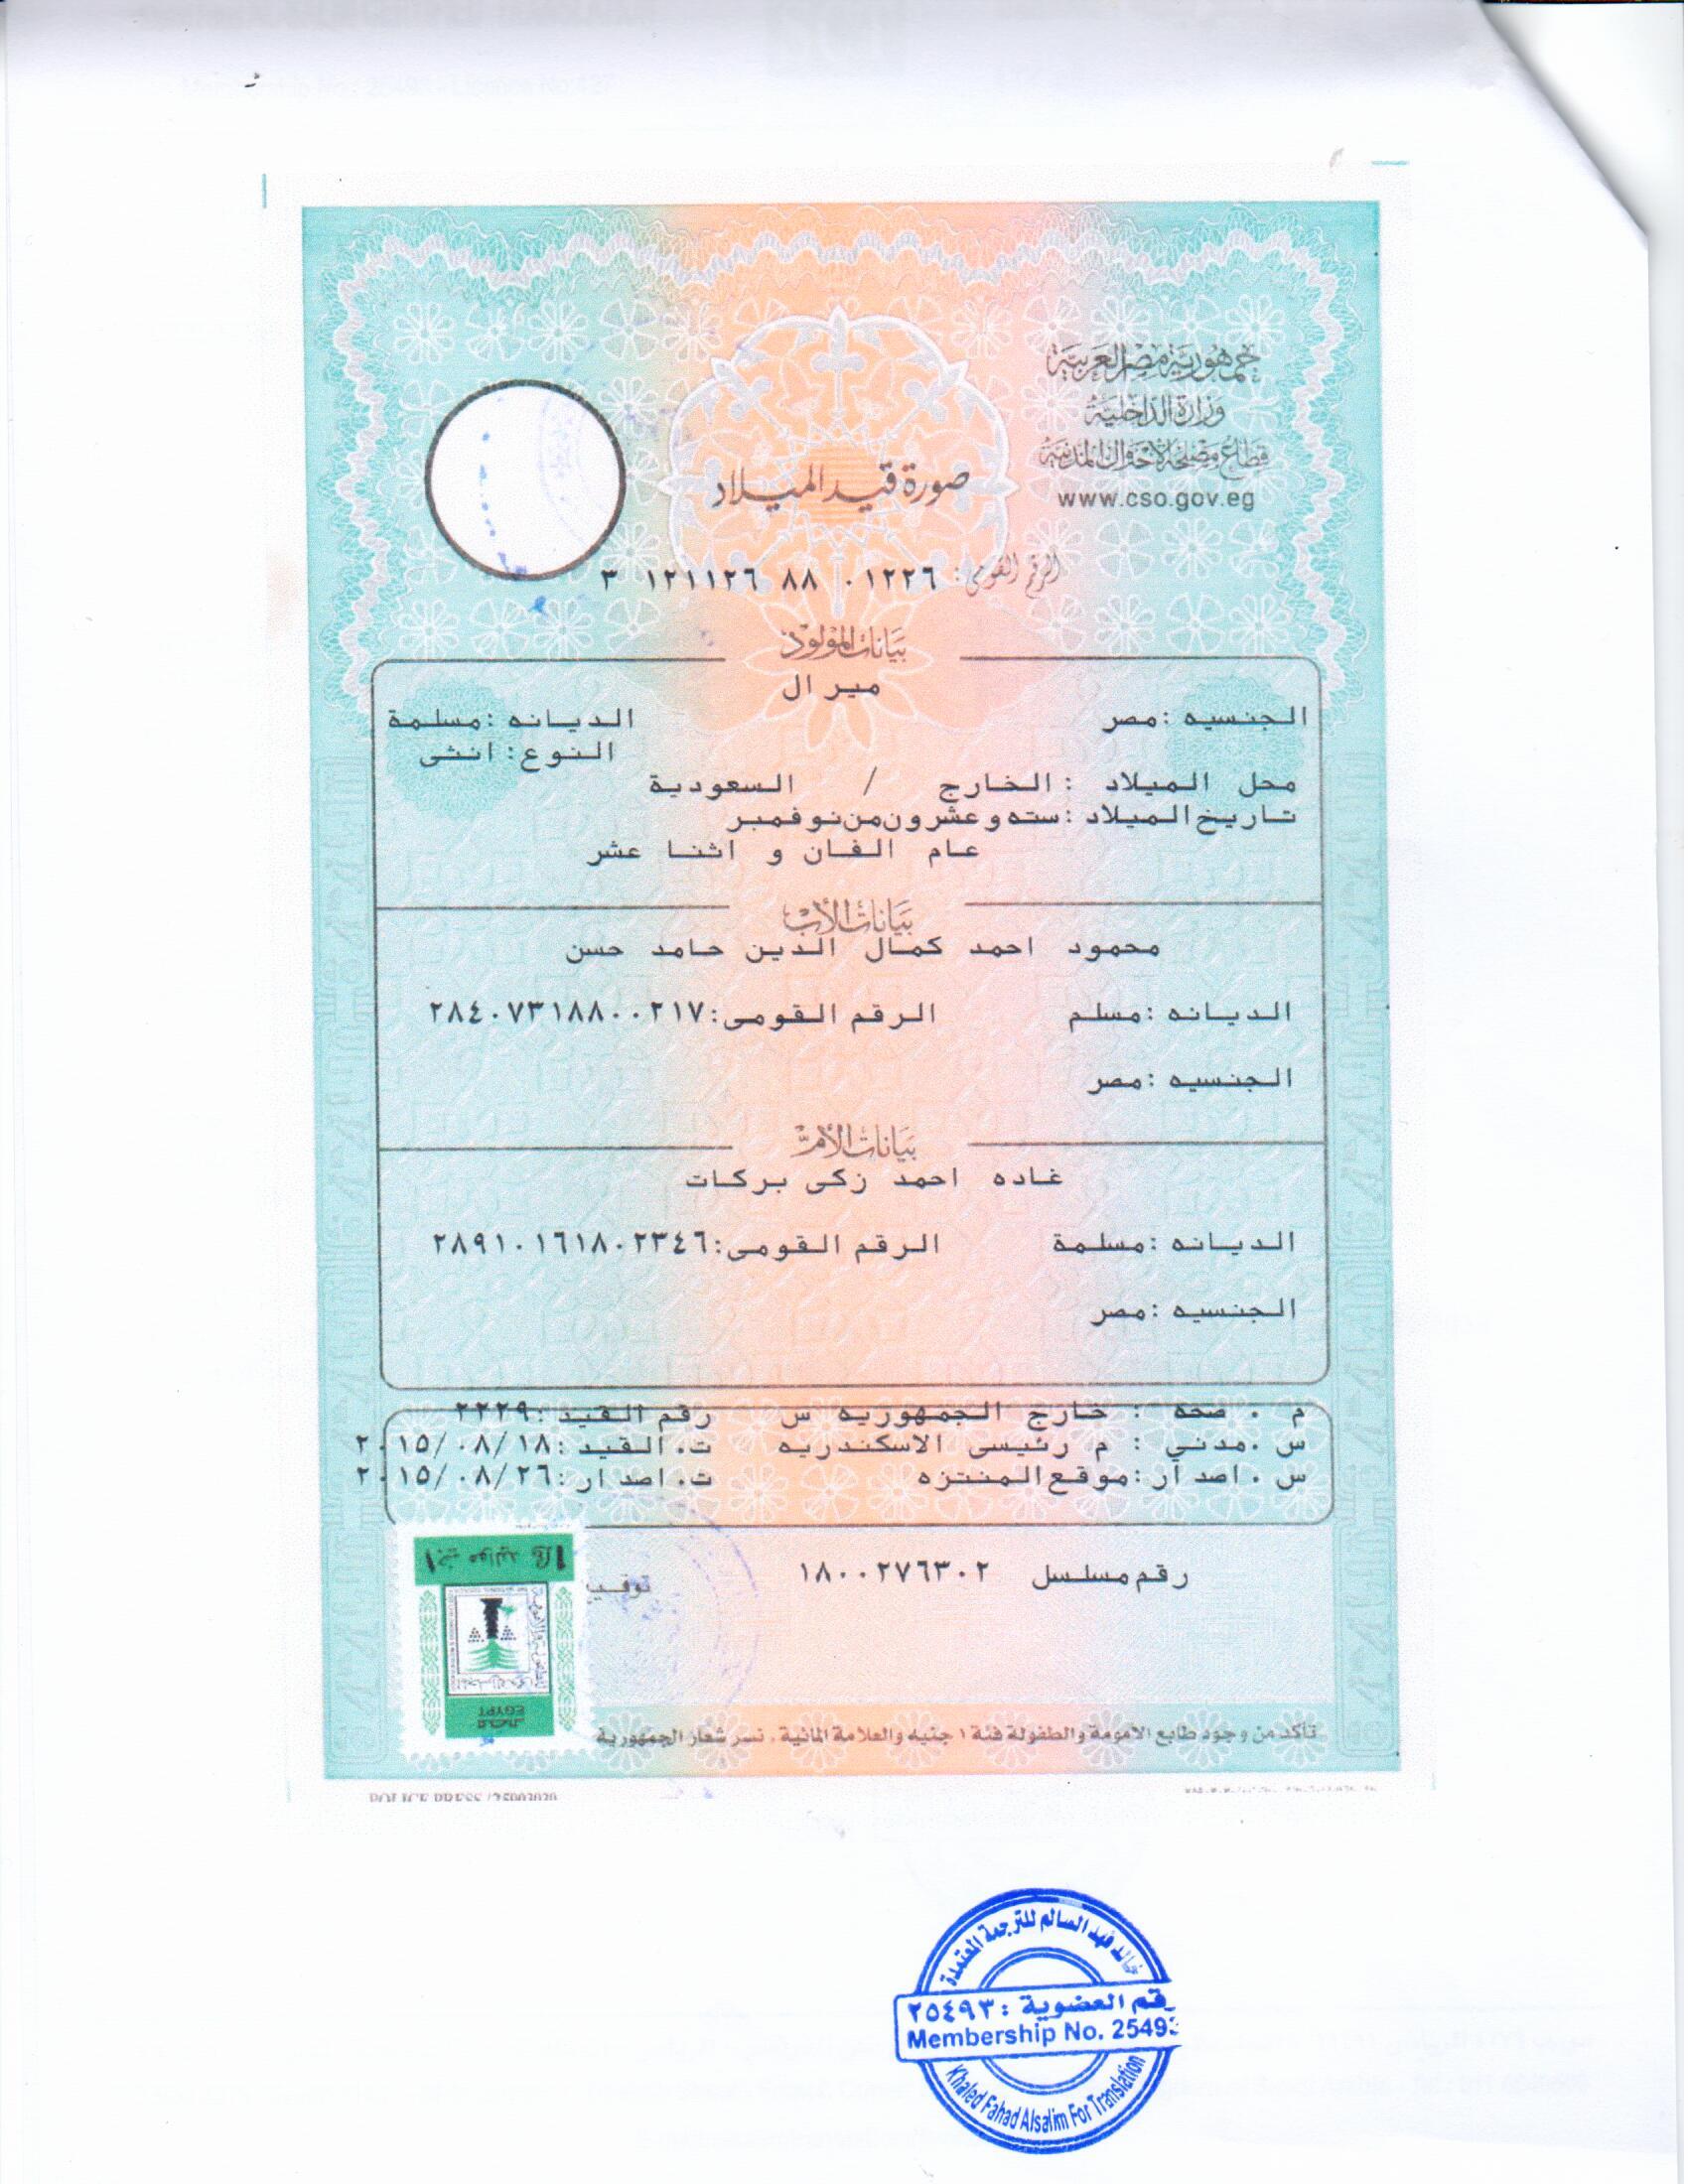 جمهورية مصر العربية
وزارة الداخلية
قطاع مصلحة الأحوال المدنية
www.cso.gov.eg
صورة قيد الميلاد
الرقم القومى: ٣ ١٢١١٢٦ ٨٨ ٠١٢٢٦
بيانات المولود
ميرال
الجنسيه :مصر الديانه :مسلمة
النوع: انثى
محل الميلاد : الخارج / السعودية
تاريخ الميلاد :سته وعشرون من نوفمبر
عام الفان و اثنا عشر
بيانات الأب
محمود احمد كمال الدين حامد حسن
الديانه :مسلم الرقم القومى:٢٨٤٠٧٣١٨٨٠٠٢١٧
الجنسيه :مصر
بيانات الأم
غاده احمد زكى بركات
الديانه :مسلمة الرقم القومى:٢٨٩١٠١٦١٨٠٢٣٤٦
الجنسيه :مصر
م . صحه : خارج الجمهوريه س رقم القيد :٢٢٢٩
س .مدني : م رئيسى الاسكندريه ت. القيد :٢٠١٥/٠٨/١٨
س . اصدار :موقع المنتزه ت. اصدار :٢٠١٥/٠٨/٢٦
رقم مسلسل ١٨٠٠٢٧٦٣٠٢ توقيـ
مصر
EGYPT
تأكد من وجود طابع الامومة والطفولة فئة ١ جنيه والعلامة المائية . نسر شعار الجمهورية
POLICE PRESS
خالد فهد السالم للترجمة المعتمدة
رقم العضوية : ٢٥٤٩٣
Membership No. 25493
Khaled Fahad Alsalim For Translation